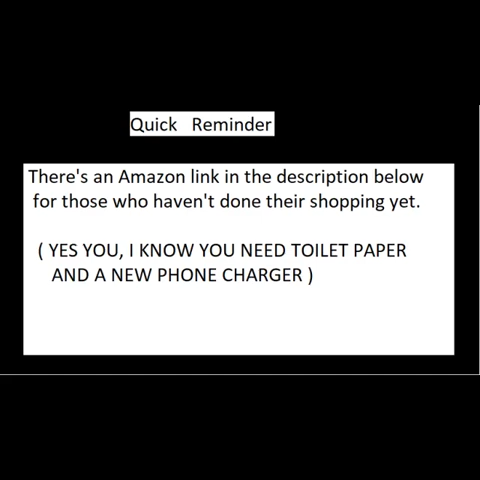 Quick Reminder
There's an Amazon link in the description below
for those who haven't done their shopping yet.
( YES YOU, I KNOW YOU NEED TOILET PAPER
AND A NEW PHONE CHARGER )